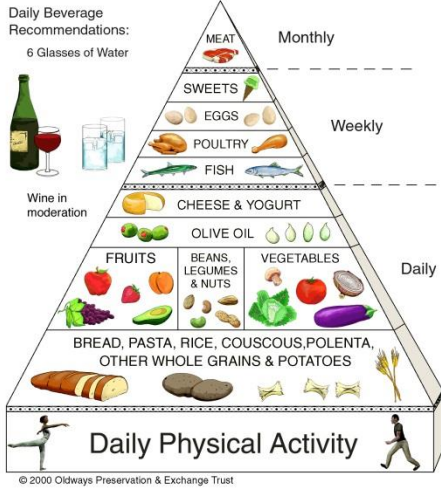 Daily Beverage
Recommendations:
6 Glasses of Water
Wine in
moderation
MEAT
Monthly
SWEETS
EGGS
POULTRY
FISH
Weekly
CHEESE & YOGURT
OLIVE OIL
FRUITS
BEANS,
LEGUMES
& NUTS
VEGETABLES
Daily
BREAD, PASTA, RICE, COUSCOUS,POLENTA,
OTHER WHOLE GRAINS & POTATOES
Daily Physical Activity
© 2000 Oldways Preservation & Exchange Trust